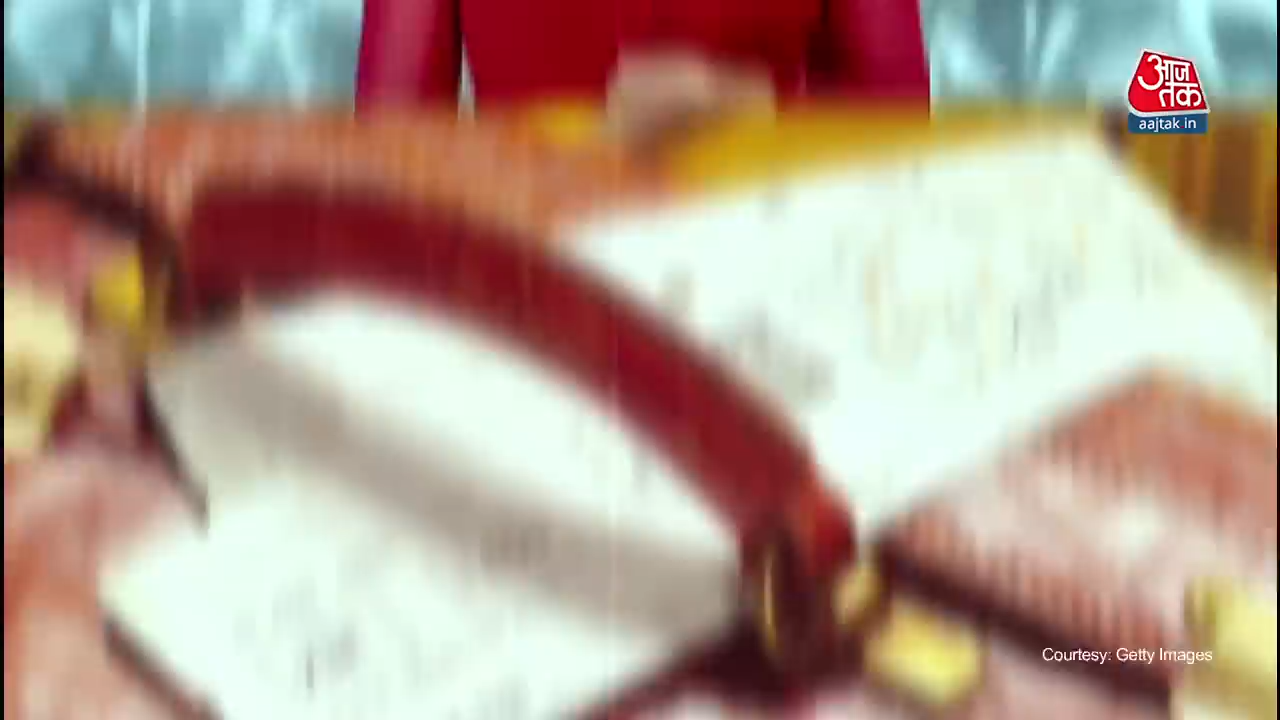 आज
तक
aajtak in
Courtesy: Getty Images